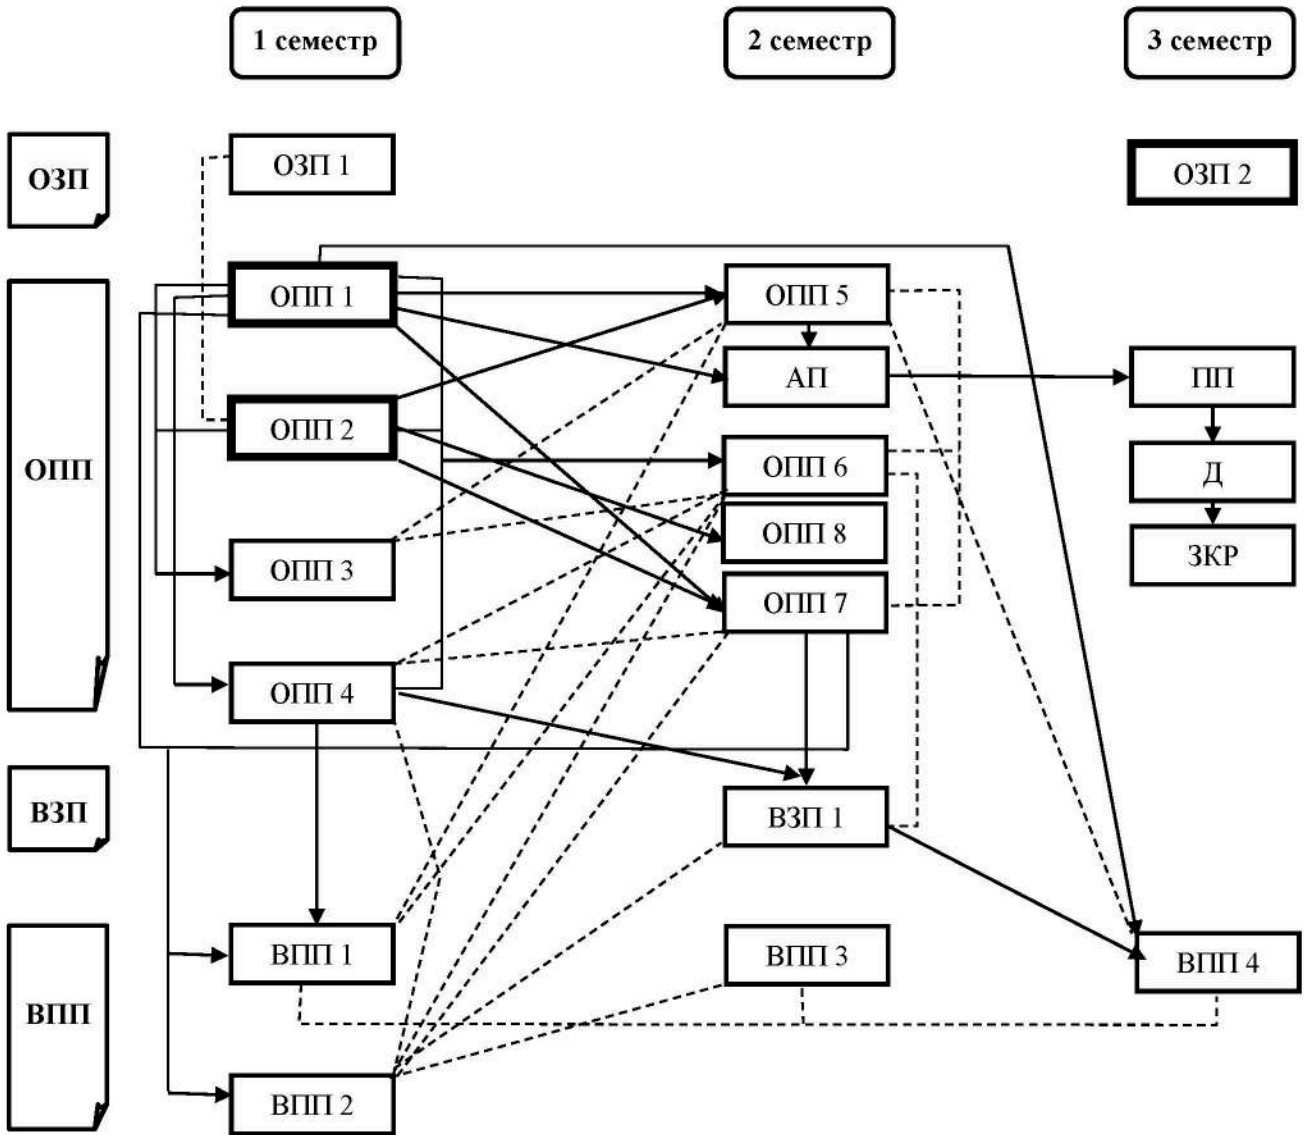 1 семестр
2 семестр
3 семестр
ОЗП
ОЗП 1
ОЗП 2
ОПП
ОПП 1
ОПП 5
АП
ПП
ОПП 2
ОПП 6
Д
ОПП 8
ЗКР
ОПП 3
ОПП 7
ОПП 4
ВЗП
ВЗП 1
ВПП
ВПП 1
ВПП 3
ВПП 4
ВПП 2